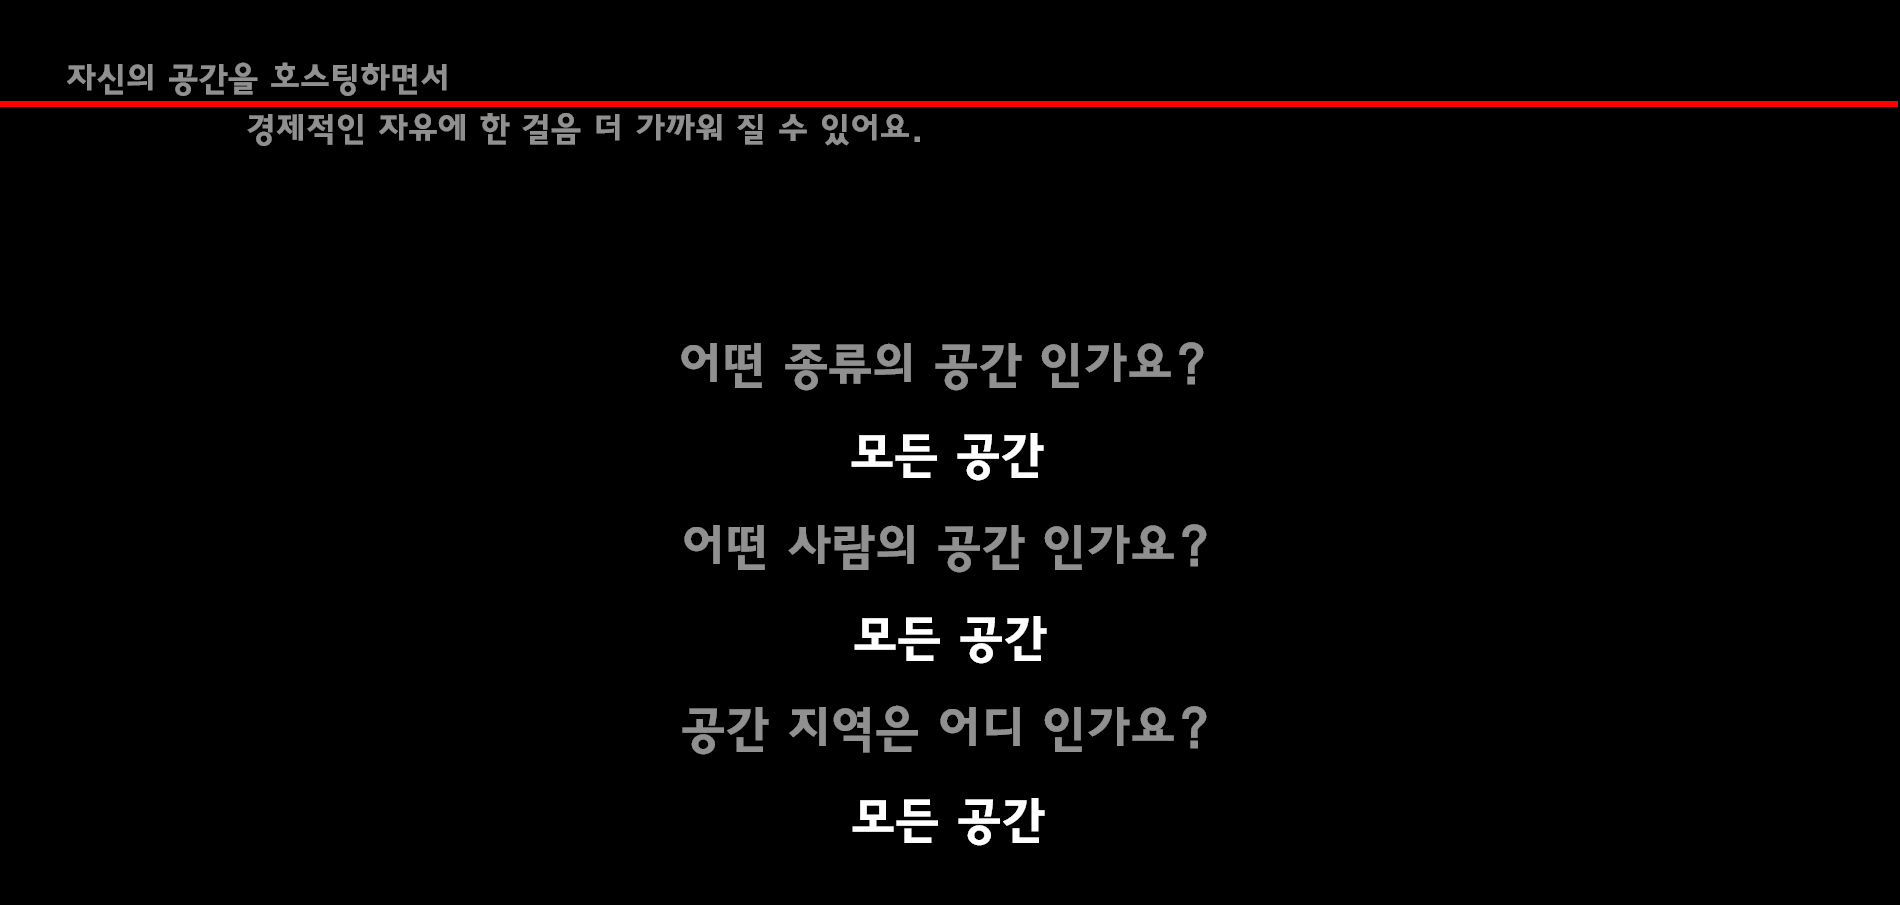 자신의 공간을 호스팅하면서
경제적인 자유에 한 걸음 더 가까워 질 수 있어요.
어떤 종류의 공간 인가요?
모든 공간
어떤 사람의 공간 인가요?
모든 공간
공간 지역은 어디 인가요?
모든 공간